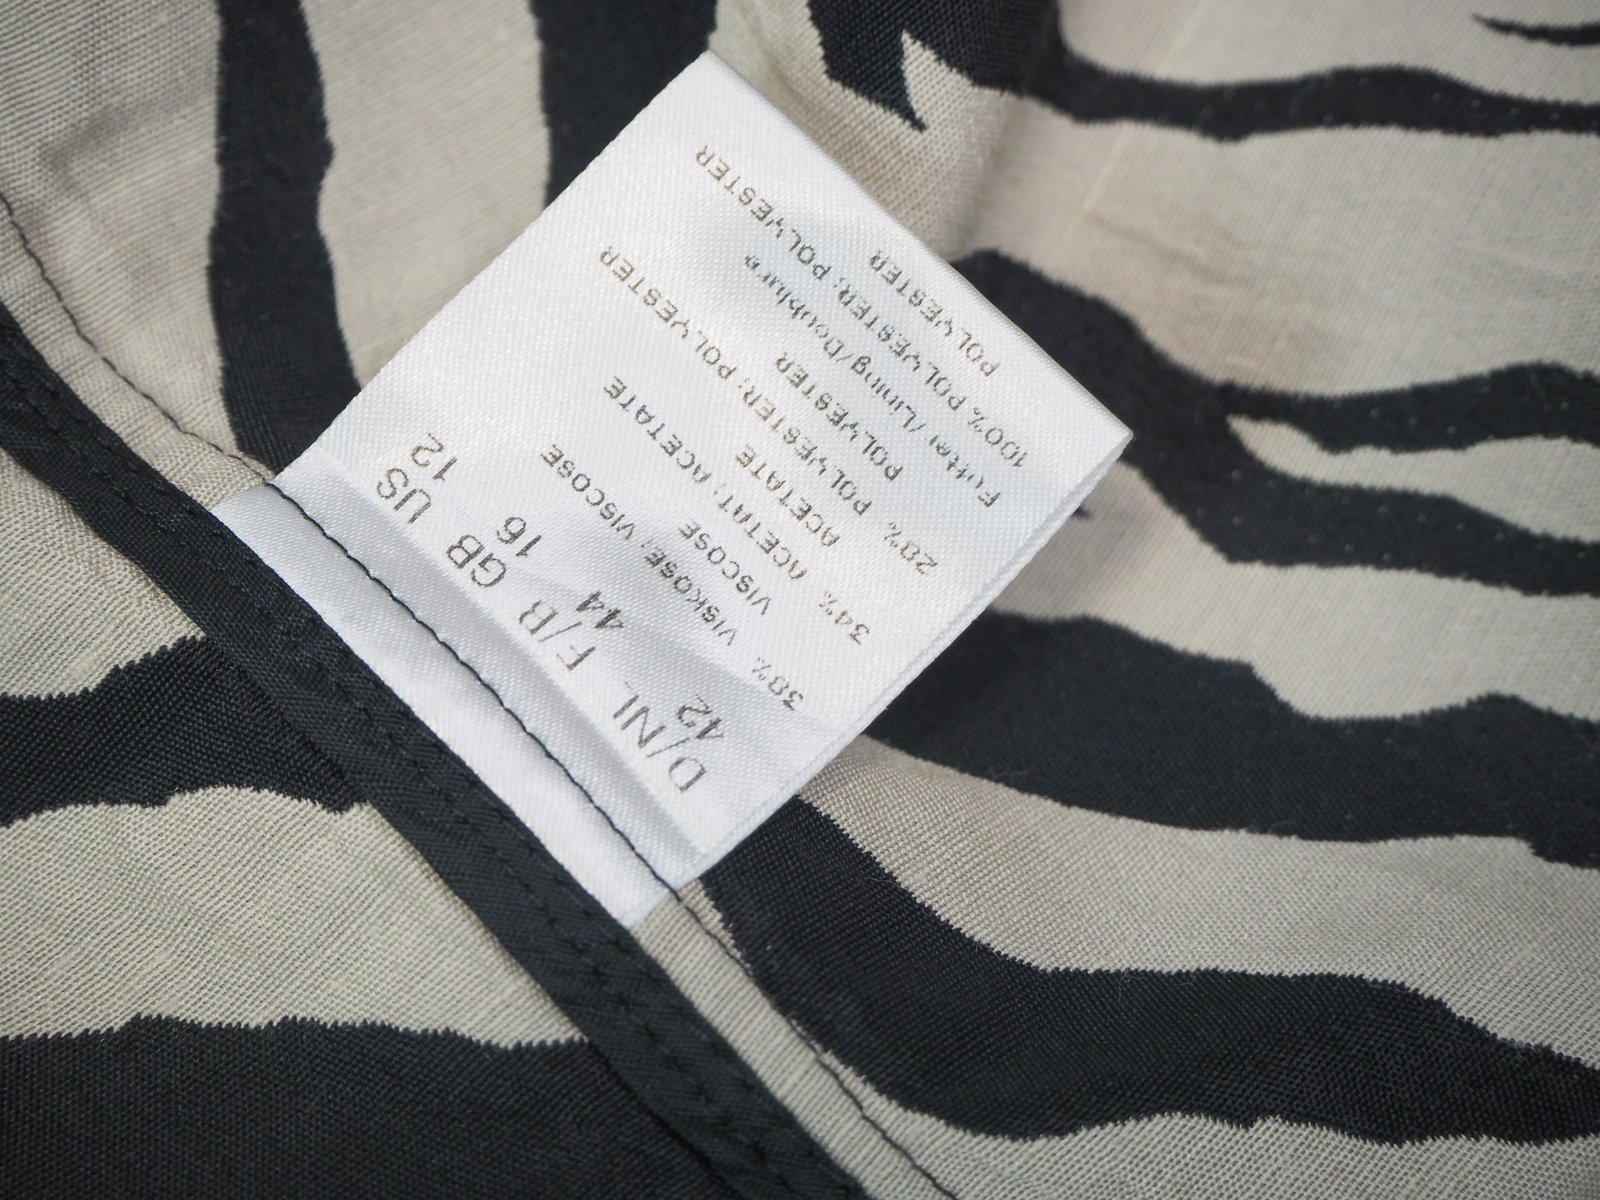 D/NL F/B GB US
42 44 16 12
38% VISKOSE; VISCOSE
VISCOSE
34% ACETAT; ACETATE
ACETATE
28% POLYESTER; POLYESTER
POLYESTER
Futter/Lining/Doublure
100% POLYESTER; POLYESTER
POLYESTER